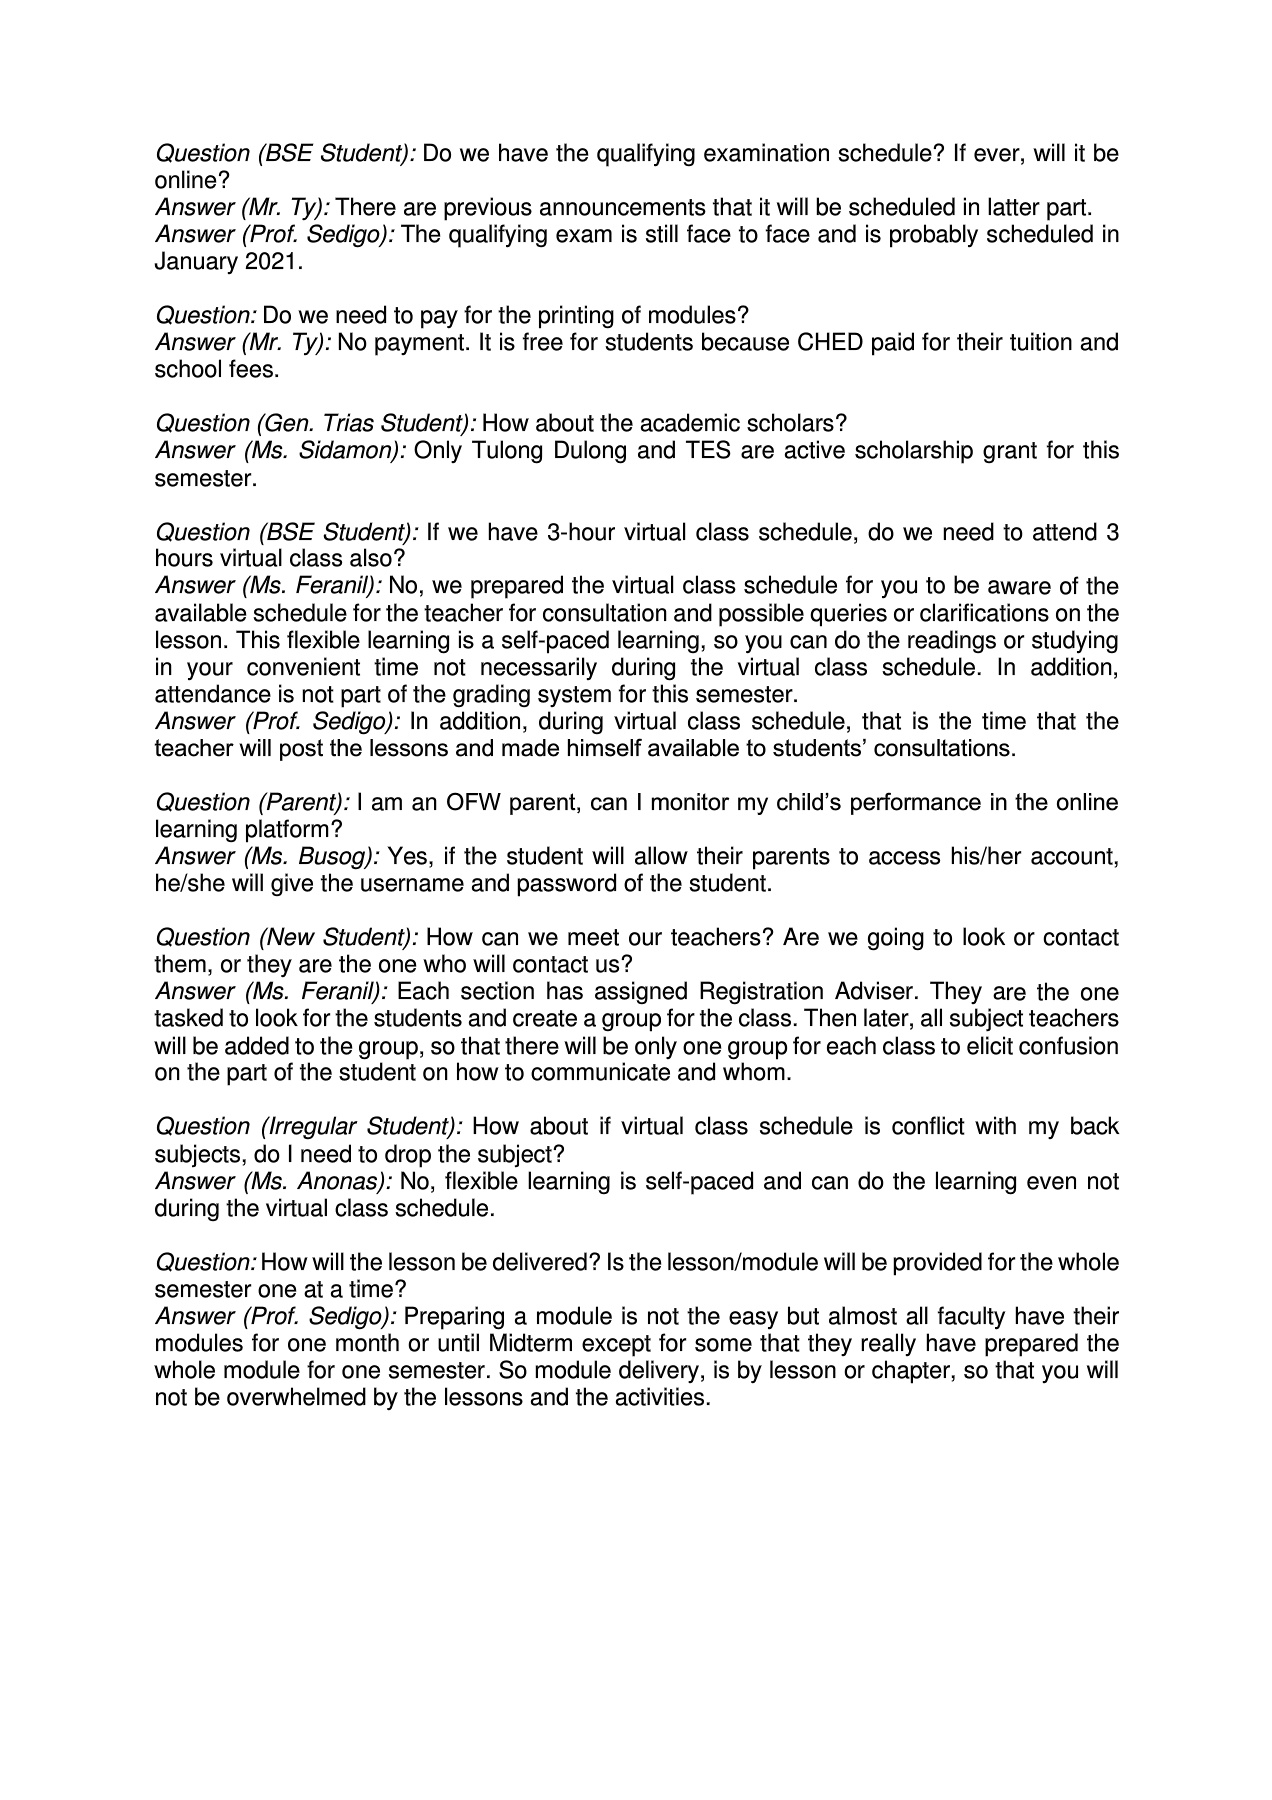 Question (BSE Student): Do we have the qualifying examination schedule? If ever, will it be
online?
Answer (Mr. Ty): There are previous announcements that it will be scheduled in latter part.
Answer (Prof. Sedigo): The qualifying exam is still face to face and is probably scheduled in
January 2021.
Question: Do we need to pay for the printing of modules?
Answer (Mr. Ty): No payment. It is free for students because CHED paid for their tuition and
school fees.
Question (Gen. Trias Student): How about the academic scholars?
Answer (Ms. Sidamon): Only Tulong Dulong and TES are active scholarship grant for this
semester.
Question (BSE Student): If we have 3-hour virtual class schedule, do we need to attend 3
hours virtual class also?
Answer (Ms. Feranil): No, we prepared the virtual class schedule for you to be aware of the
available schedule for the teacher for consultation and possible queries or clarifications on the
lesson. This flexible learning is a self-paced learning, so you can do the readings or studying
in your convenient time not necessarily during the virtual class schedule. In addition,
attendance is not part of the grading system for this semester.
Answer (Prof. Sedigo): In addition, during virtual class schedule, that is the time that the
teacher will post the lessons and made himself available to students’ consultations.
Question (Parent): I am an OFW parent, can I monitor my child’s performance in the online
learning platform?
Answer (Ms. Busog): Yes, if the student will allow their parents to access his/her account,
he/she will give the username and password of the student.
Question (New Student): How can we meet our teachers? Are we going to look or contact
them, or they are the one who will contact us?
Answer (Ms. Feranil): Each section has assigned Registration Adviser. They are the one
tasked to look for the students and create a group for the class. Then later, all subject teachers
will be added to the group, so that there will be only one group for each class to elicit confusion
on the part of the student on how to communicate and whom.
Question (Irregular Student): How about if virtual class schedule is conflict with my back
subjects, do I need to drop the subject?
Answer (Ms. Anonas): No, flexible learning is self-paced and can do the learning even not
during the virtual class schedule.
Question: How will the lesson be delivered? Is the lesson/module will be provided for the whole
semester one at a time?
Answer (Prof. Sedigo): Preparing a module is not the easy but almost all faculty have their
modules for one month or until Midterm except for some that they really have prepared the
whole module for one semester. So module delivery, is by lesson or chapter, so that you will
not be overwhelmed by the lessons and the activities.